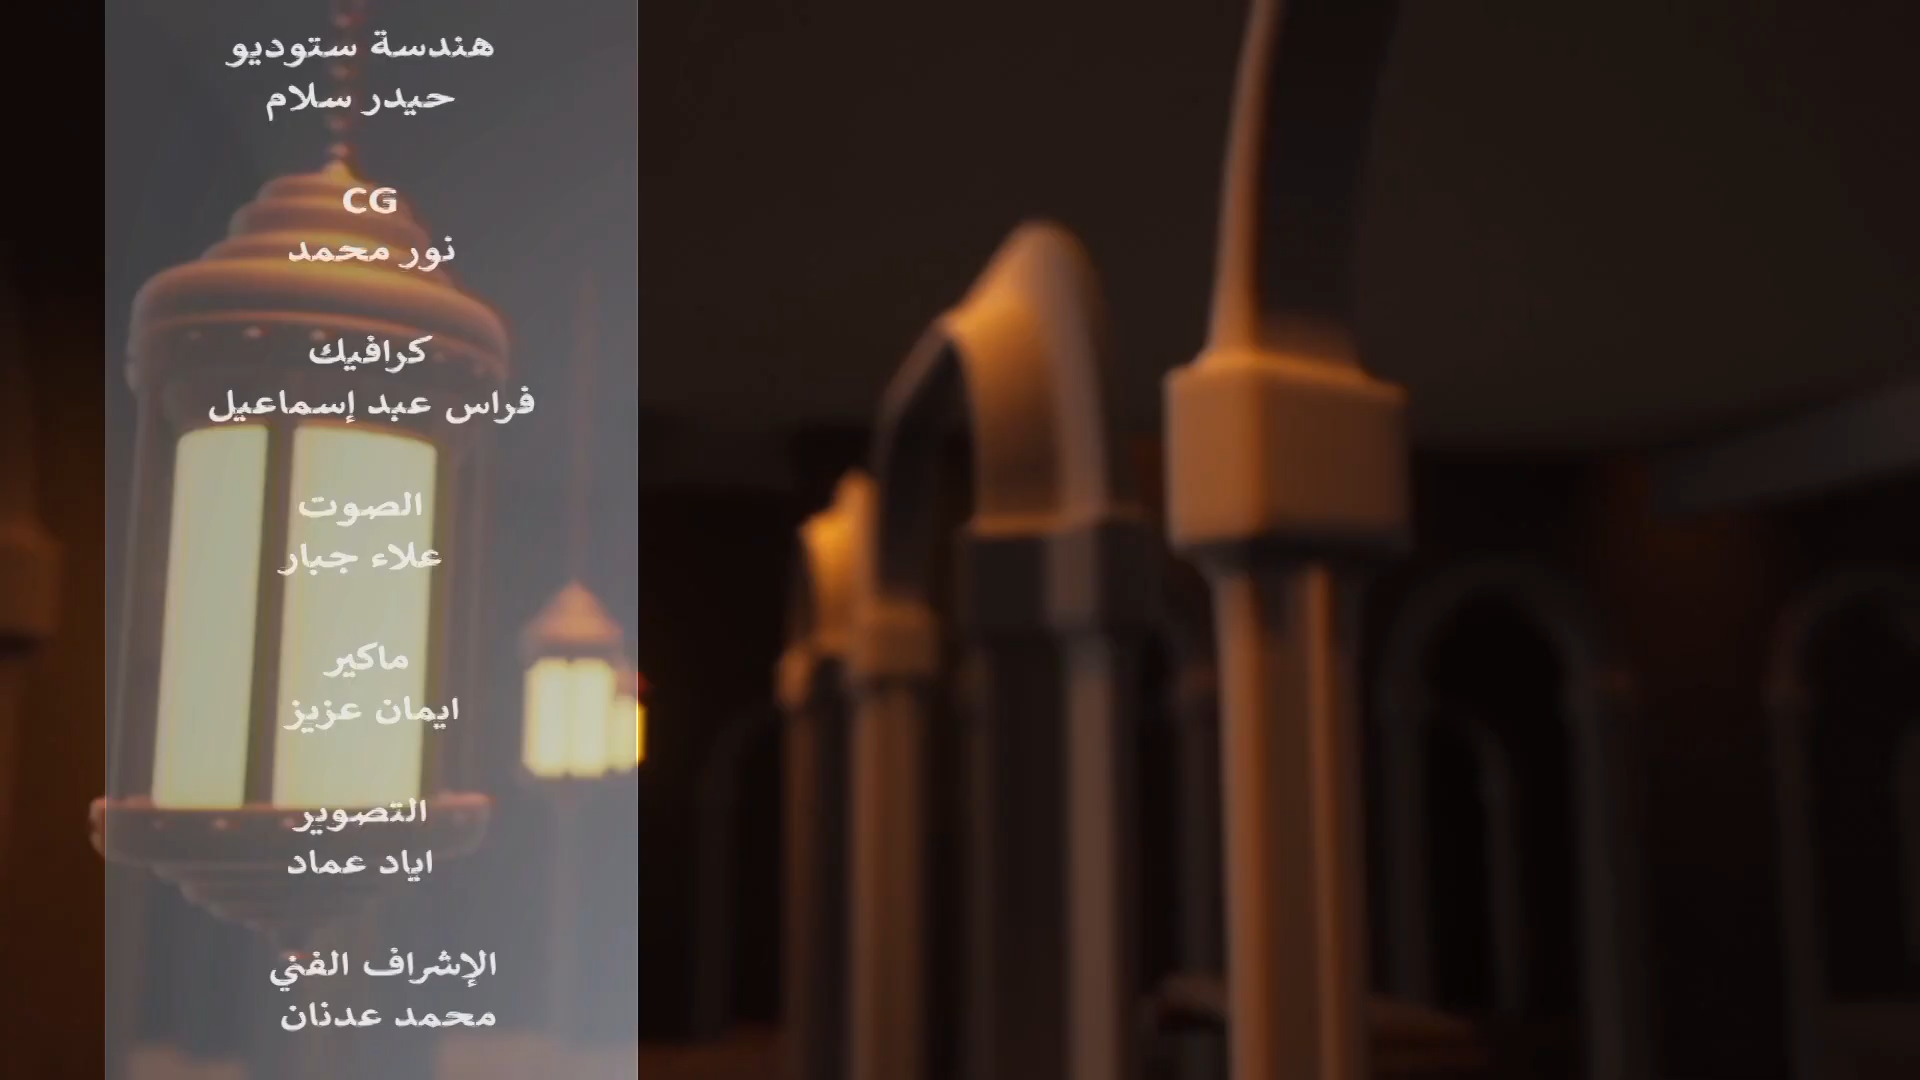 هندسة ستوديو
حيدر سلام
CG
نور محمد
كرافيك
فراس عبد إسماعيل
الصوت
علاء جبار
ماكير
ايمان عزيز
التصوير
اياد عماد
الإشراف الفني
محمد عدنان